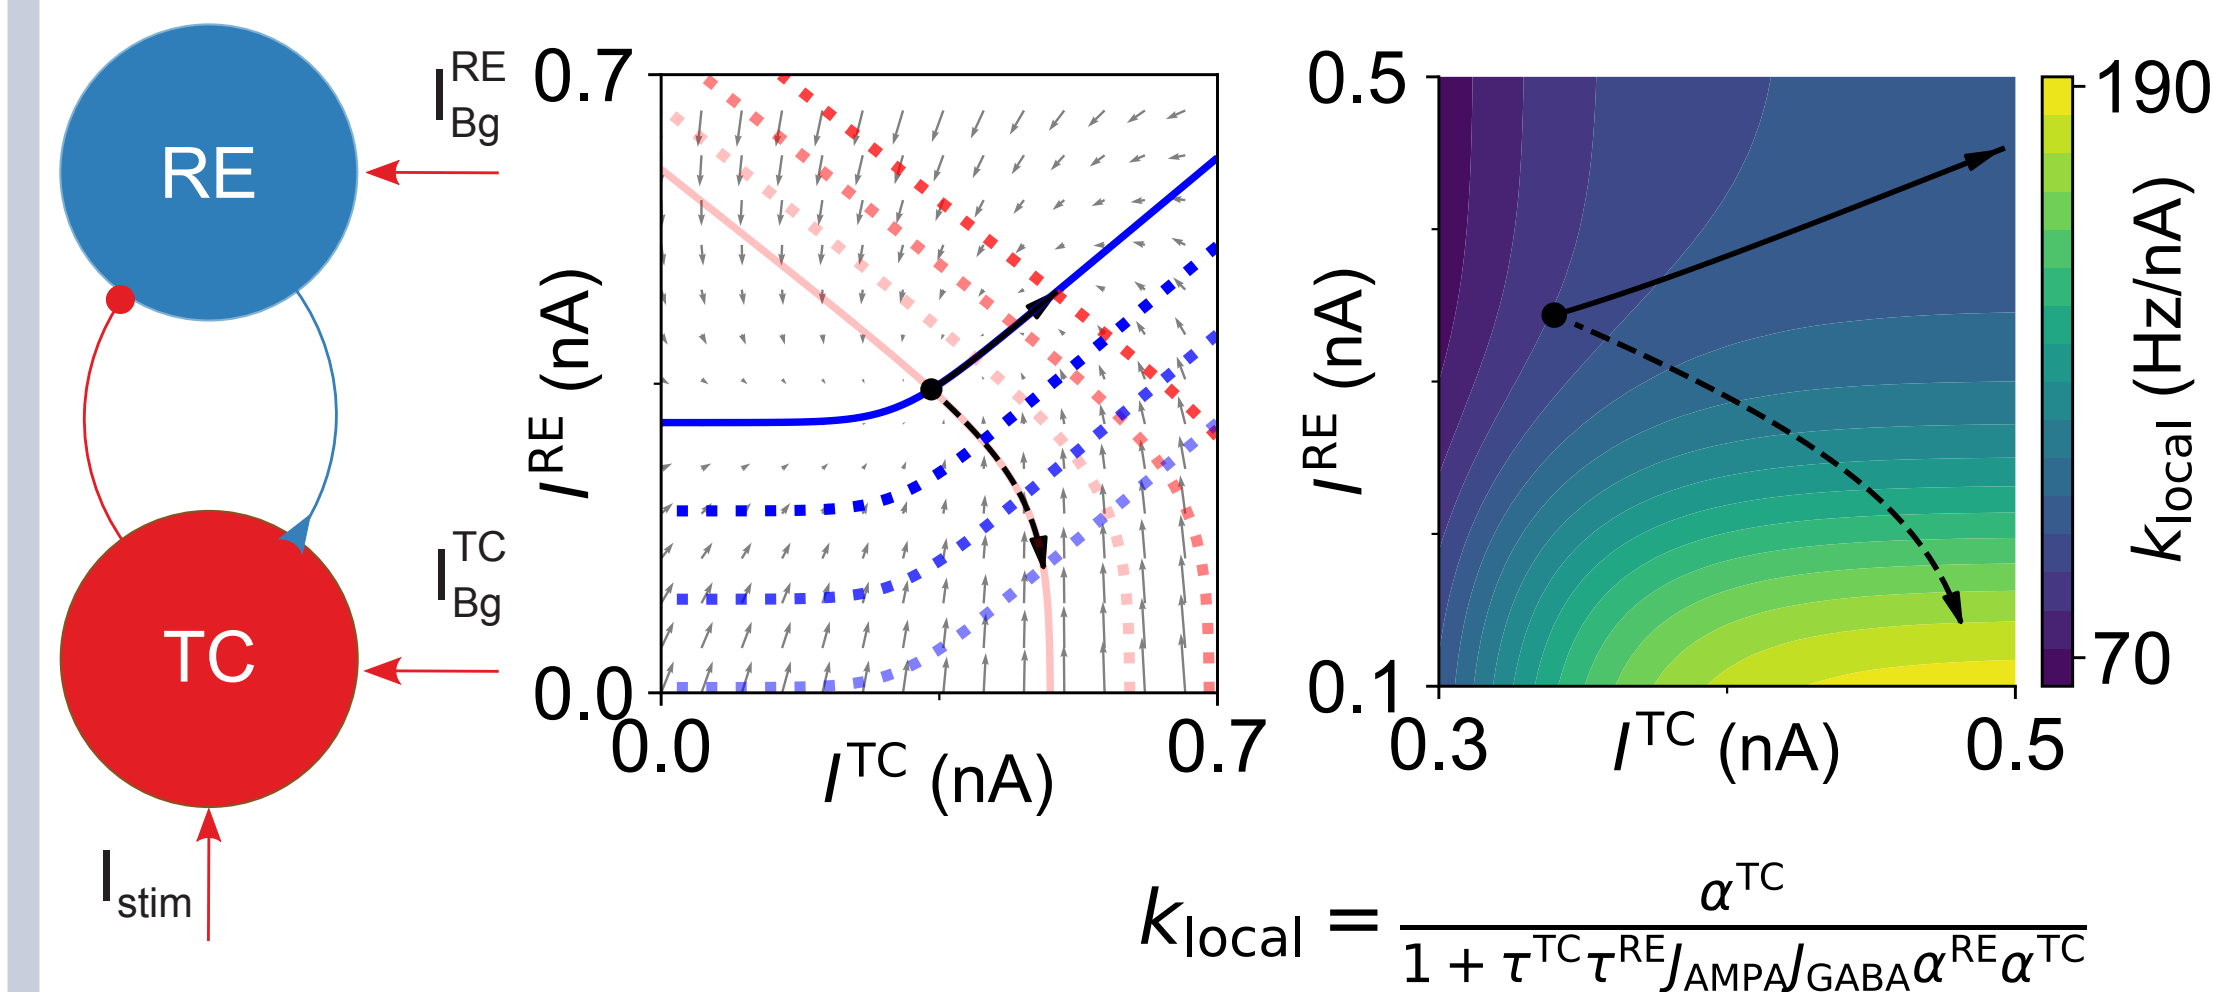 RE
I_Bg^RE
TC
I_Bg^TC
I_stim
0.7
0.0
I^RE (nA)
0.0
0.7
I^TC (nA)
0.5
0.1
I^RE (nA)
0.3
0.5
I^TC (nA)
190
70
k_local (Hz/nA)
k_local = α^TC / (1 + τ^TC τ^RE J_AMPA J_GABA α^RE α^TC)